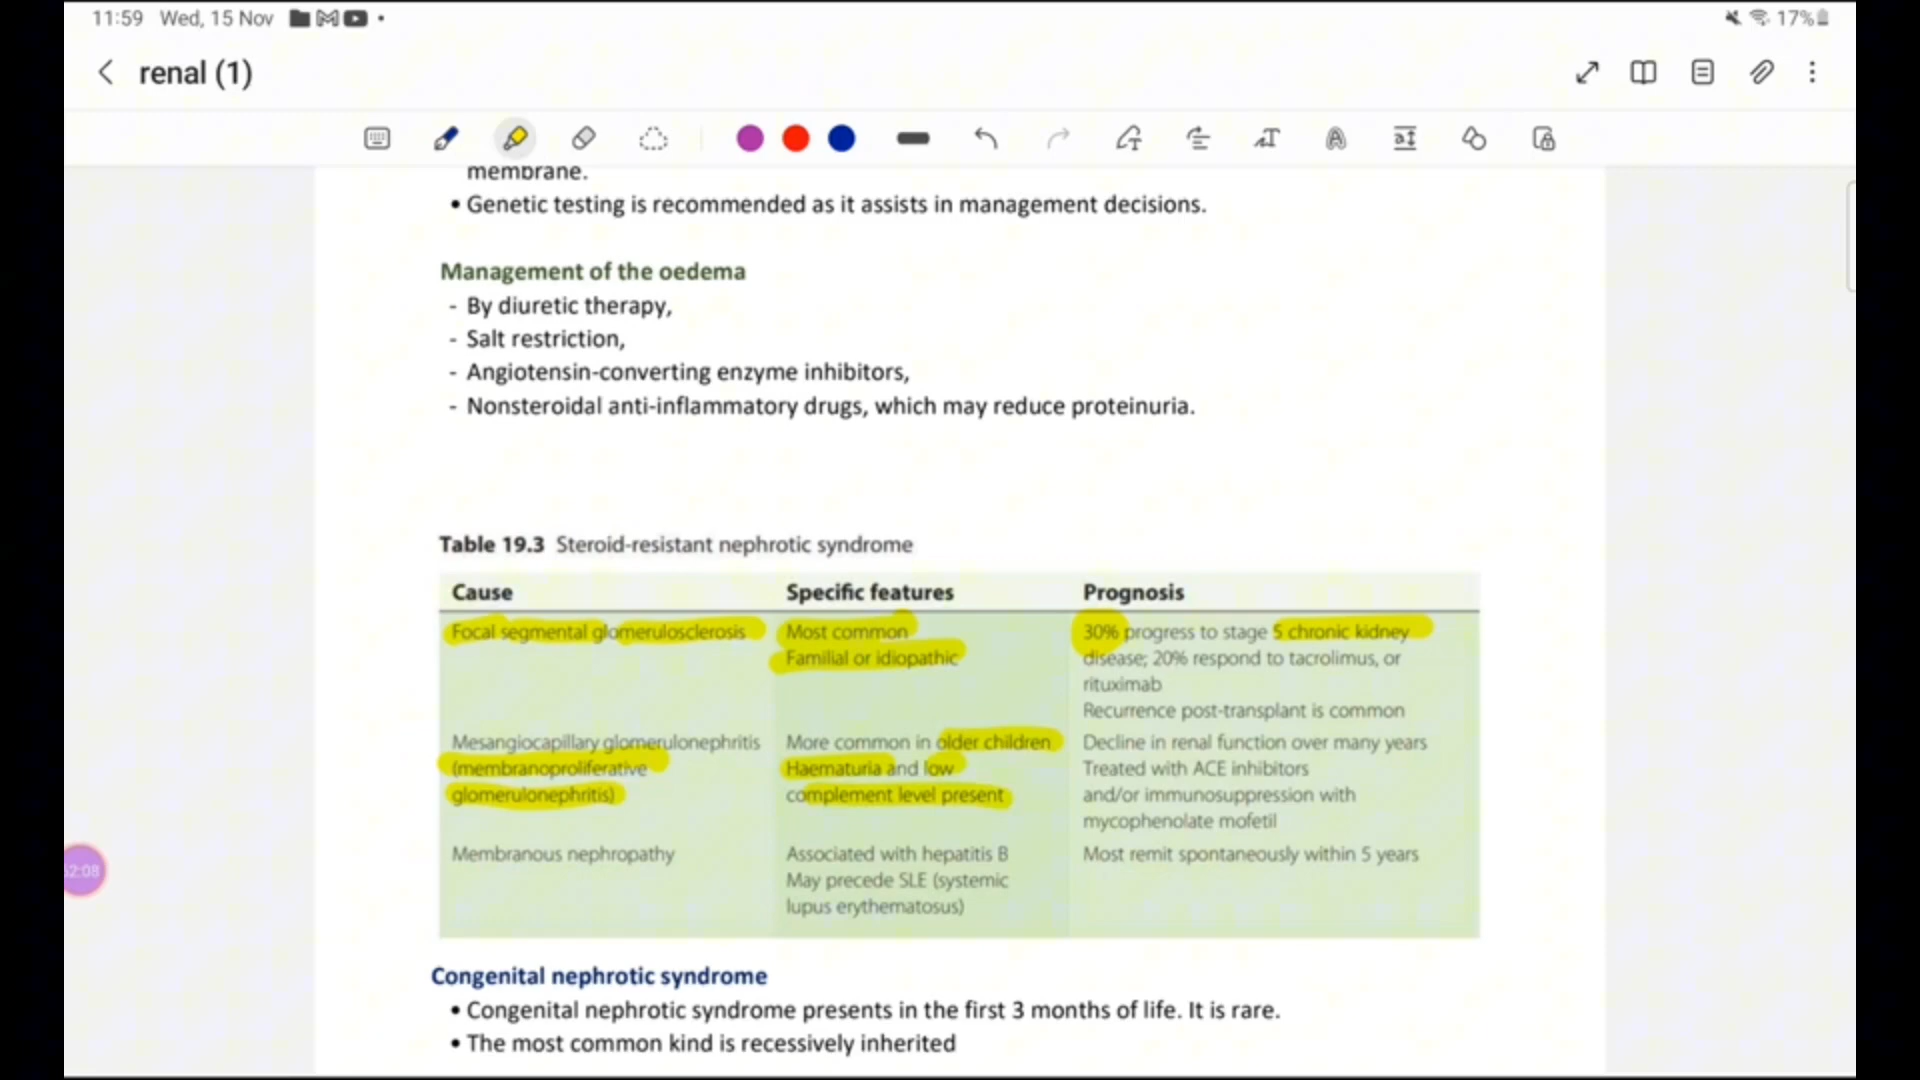 11:59 Wed, 15 Nov
17%
renal (1)
membrane.
• Genetic testing is recommended as it assists in management decisions.
Management of the oedema
- By diuretic therapy,
- Salt restriction,
- Angiotensin-converting enzyme inhibitors,
- Nonsteroidal anti-inflammatory drugs, which may reduce proteinuria.
Table 19.3 Steroid-resistant nephrotic syndrome
Cause Specific features Prognosis
Focal segmental glomerulosclerosis Most common 30% progress to stage 5 chronic kidney
Familial or idiopathic disease; 20% respond to tacrolimus, or
rituximab
Recurrence post-transplant is common
Mesangiocapillary glomerulonephritis More common in older children Decline in renal function over many years
(membranoproliferative Haematuria and low Treated with ACE inhibitors
glomerulonephritis) complement level present and/or immunosuppression with
mycophenolate mofetil
Membranous nephropathy Associated with hepatitis B Most remit spontaneously within 5 years
May precede SLE (systemic
lupus erythematosus)
Congenital nephrotic syndrome
• Congenital nephrotic syndrome presents in the first 3 months of life. It is rare.
• The most common kind is recessively inherited